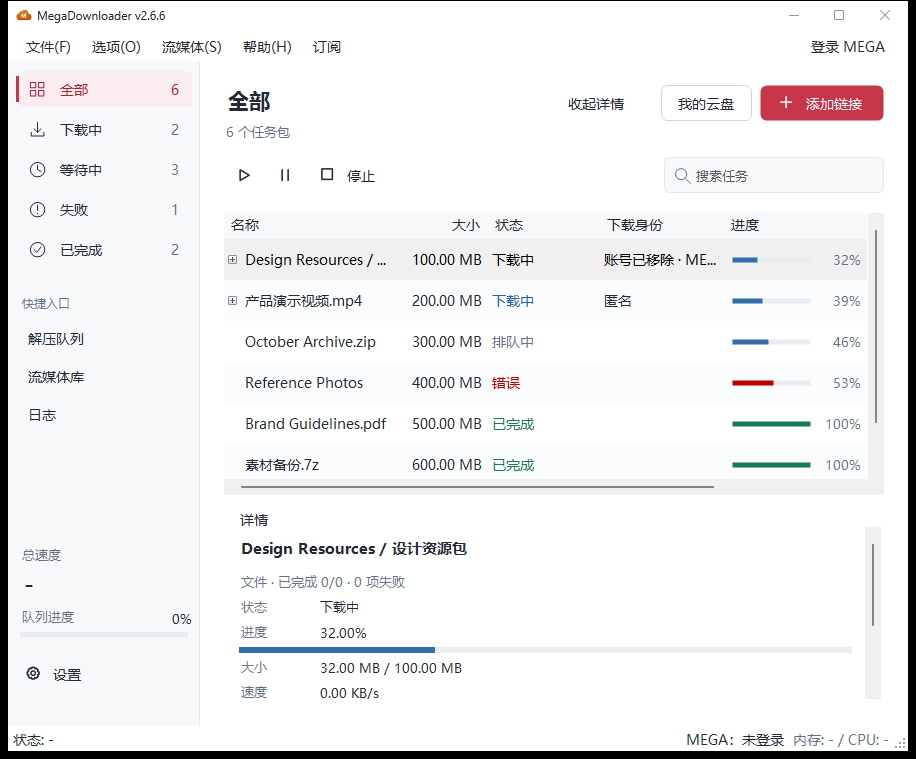 MegaDownloader v2.6.6
文件(F) 选项(O) 流媒体(S) 帮助(H) 订阅 登录 MEGA
全部 6
下载中 2
等待中 3
失败 1
已完成 2
快捷入口
解压队列
流媒体库
日志
总速度
-
队列进度 0%
设置
全部
6 个任务包
收起详情 我的云盘 + 添加链接
停止 搜索任务
名称 大小 状态 下载身份 进度
Design Resources / ... 100.00 MB 下载中 账号已移除 · ME... 32%
产品演示视频.mp4 200.00 MB 下载中 匿名 39%
October Archive.zip 300.00 MB 排队中 46%
Reference Photos 400.00 MB 错误 53%
Brand Guidelines.pdf 500.00 MB 已完成 100%
素材备份.7z 600.00 MB 已完成 100%
详情
Design Resources / 设计资源包
文件 · 已完成 0/0 · 0 项失败
状态 下载中
进度 32.00%
大小 32.00 MB / 100.00 MB
速度 0.00 KB/s
状态: - MEGA：未登录 内存: - / CPU: -